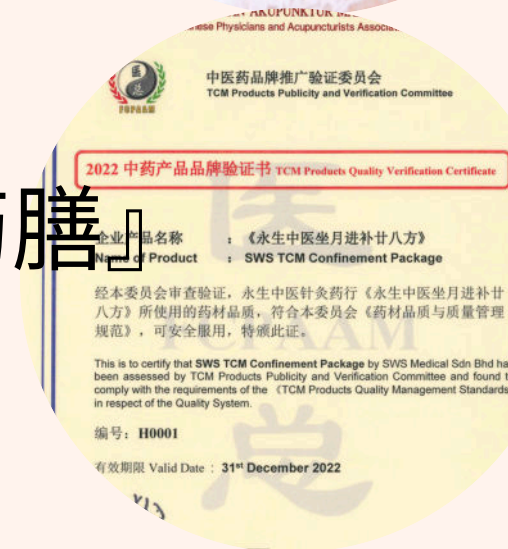 AKUPUNKTUR
Physicians and Acupuncturists
中医药品牌推广验证委员会
TCM Products Publicity and Verification Committee
医
总
TCPAAM
2022 中药产品品牌验证书 TCM Products Quality Verification Certificate
膳』
企业产品名称 : 《永生中医坐月进补廿八方》
Name of Product : SWS TCM Confinement Package
经本委员会审查验证，永生中医针灸药行《永生中医坐月进补廿
八方》所使用的药材品质，符合本委员会《药材品质与质量管理
规范》，可安全服用，特颁此证。
This is to certify that SWS TCM Confinement Package by SWS Medical Sdn Bhd ha
been assessed by TCM Products Publicity and Verification Committee and found t
comply with the requirements of the 《TCM Products Quality Management Standards
in respect of the Quality System.
编号: H0001
有效期限 Valid Date : 31st December 2022